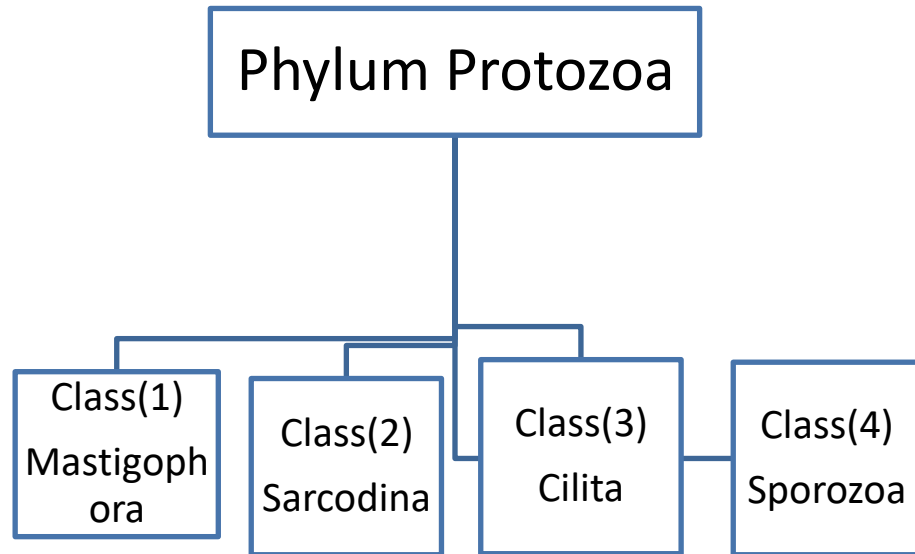 Phylum Protozoa
Class(1)
Mastigoph
ora
Class(2)
Sarcodina
Class(3)
Cilita
Class(4)
Sporozoa